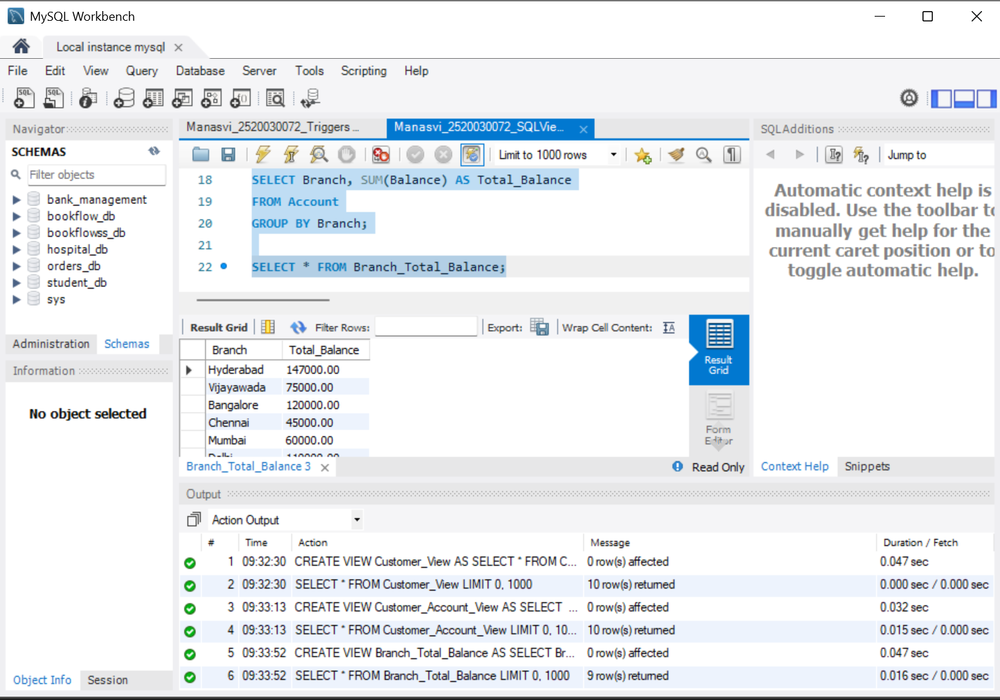 MySQL Workbench
Local instance mysql
File Edit View Query Database Server Tools Scripting Help
Navigator
SCHEMAS
Filter objects
bank_management
bookflow_db
bookflowss_db
hospital_db
orders_db
student_db
sys
Administration Schemas
Information
No object selected
Object Info Session
Manasvi_2520030072_Triggers ... Manasvi_2520030072_SQLVie...
Limit to 1000 rows
18 SELECT Branch, SUM(Balance) AS Total_Balance
19 FROM Account
20 GROUP BY Branch;
21
22 SELECT * FROM Branch_Total_Balance;
Result Grid Filter Rows: Export: Wrap Cell Content:
Branch Total_Balance
Hyderabad 147000.00
Vijayawada 75000.00
Bangalore 120000.00
Chennai 45000.00
Mumbai 60000.00
Result
Grid
Form
Editor
Branch_Total_Balance 3 Read Only
SQLAdditions
Jump to
Automatic context help is
disabled. Use the toolbar to
manually get help for the
current caret position or to
toggle automatic help.
Context Help Snippets
Output
Action Output
# Time Action Message Duration / Fetch
1 09:32:30 CREATE VIEW Customer_View AS SELECT * FROM C... 0 row(s) affected 0.047 sec
2 09:32:30 SELECT * FROM Customer_View LIMIT 0, 1000 10 row(s) returned 0.000 sec / 0.000 sec
3 09:33:13 CREATE VIEW Customer_Account_View AS SELECT ... 0 row(s) affected 0.032 sec
4 09:33:13 SELECT * FROM Customer_Account_View LIMIT 0, 10... 10 row(s) returned 0.015 sec / 0.000 sec
5 09:33:52 CREATE VIEW Branch_Total_Balance AS SELECT Br... 0 row(s) affected 0.047 sec
6 09:33:52 SELECT * FROM Branch_Total_Balance LIMIT 0, 1000 9 row(s) returned 0.016 sec / 0.000 sec